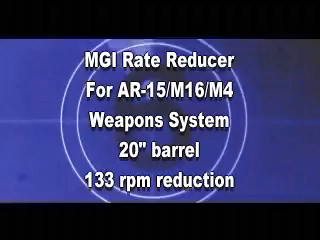 MGI Rate Reducer
For AR-15/M16/M4
Weapons System
20" barrel
133 rpm reduction